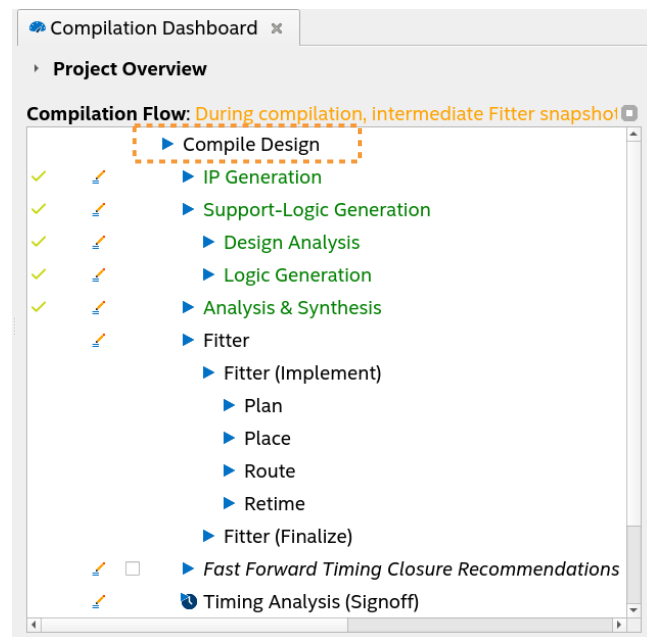 Compilation Dashboard
Project Overview
Compilation Flow: During compilation, intermediate Fitter snapshot
Compile Design
IP Generation
Support-Logic Generation
Design Analysis
Logic Generation
Analysis & Synthesis
Fitter
Fitter (Implement)
Plan
Place
Route
Retime
Fitter (Finalize)
Fast Forward Timing Closure Recommendations
Timing Analysis (Signoff)